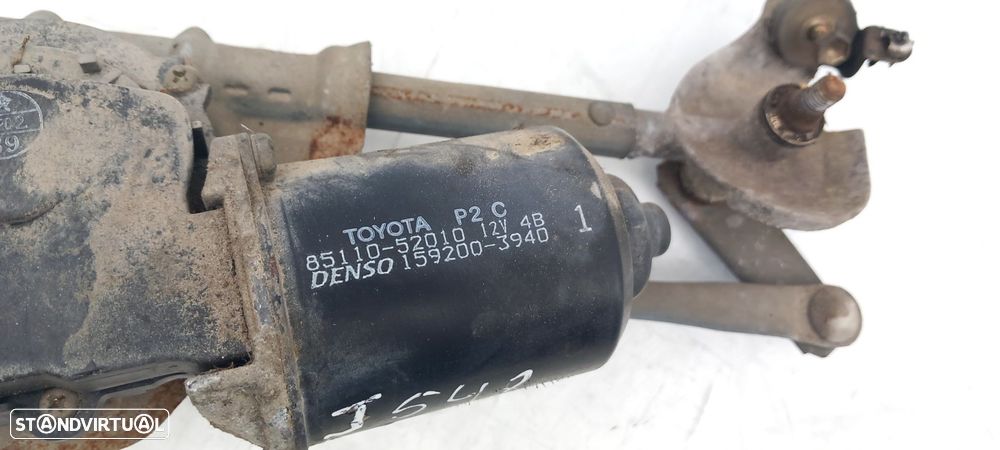 TOYOTA P2 C
85110-52010 12V 4B
DENSO 159200-3940
1
STANDVIRTUAL